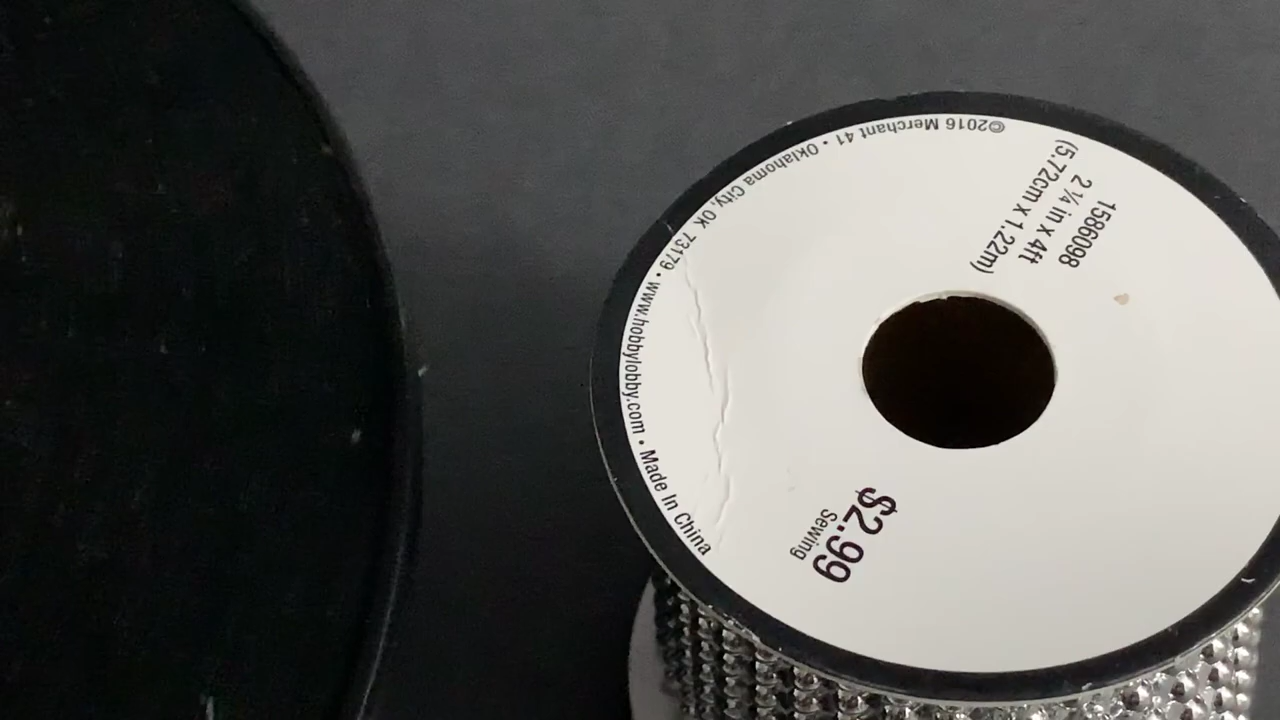 1586098
2 ¼ in x 4ft
(5.72cm x 1.22m)
$2.99
Sewing
©2016 Merchant 41 • Oklahoma City, OK 73179 • www.hobbylobby.com • Made In China